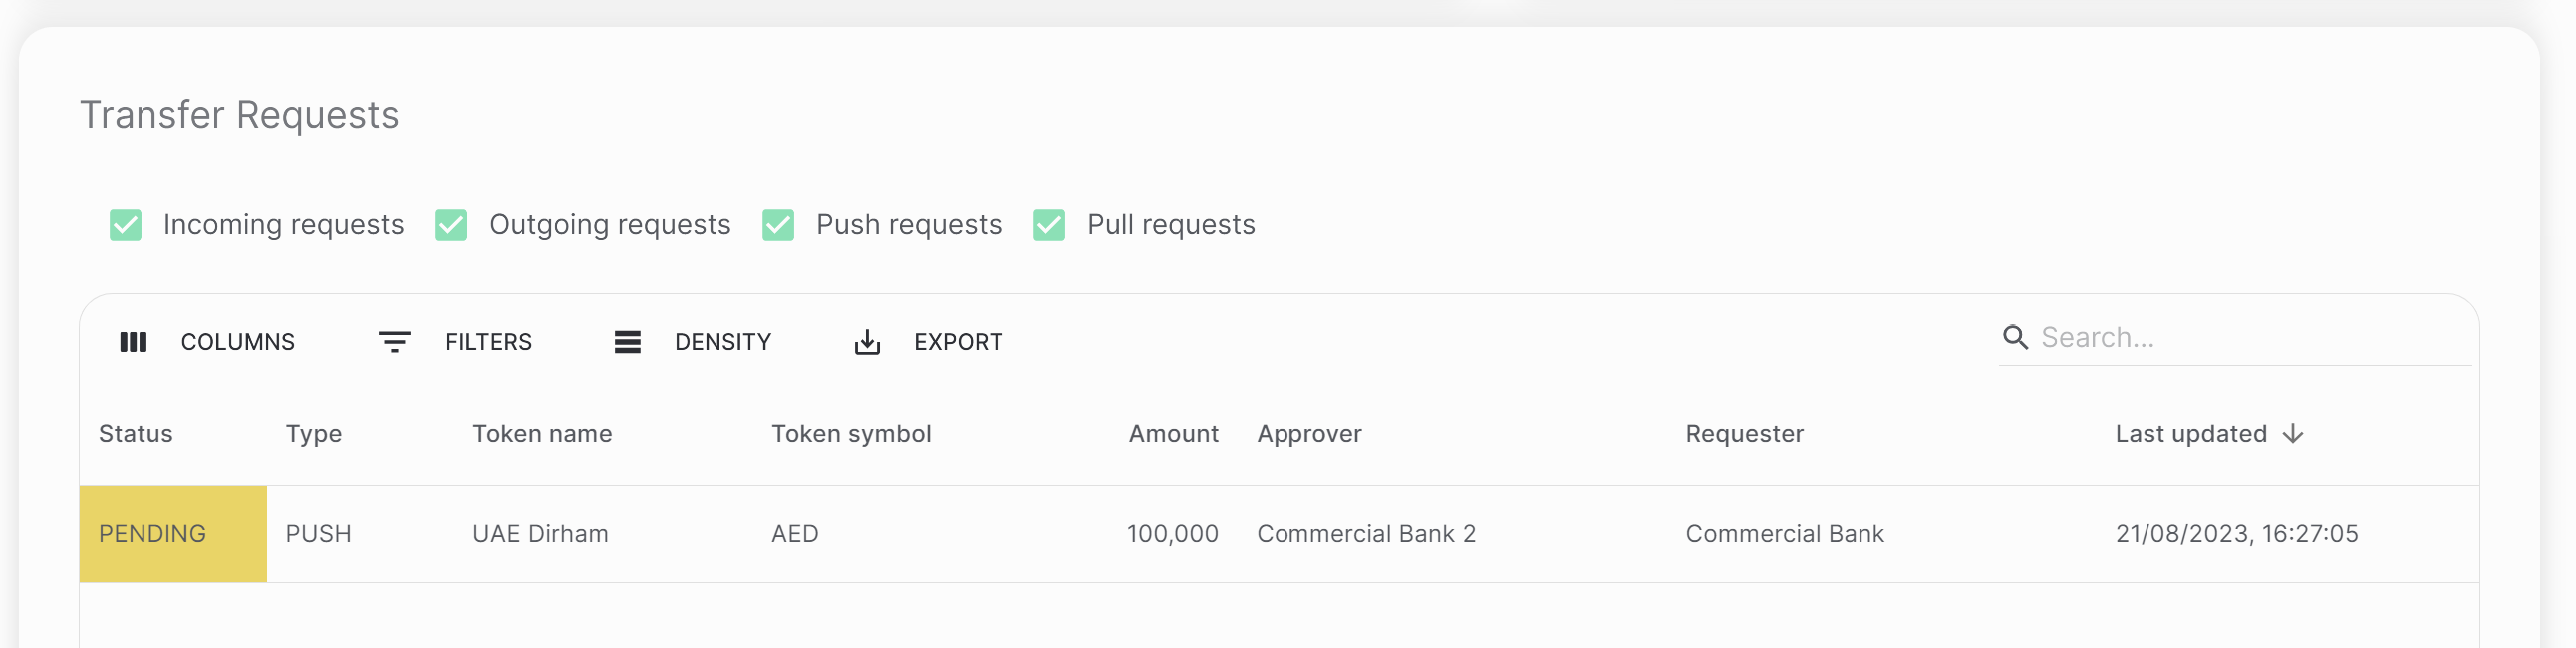 Transfer Requests
Incoming requests Outgoing requests Push requests Pull requests
COLUMNS FILTERS DENSITY EXPORT Search...
Status Type Token name Token symbol Amount Approver Requester Last updated
PENDING PUSH UAE Dirham AED 100,000 Commercial Bank 2 Commercial Bank 21/08/2023, 16:27:05